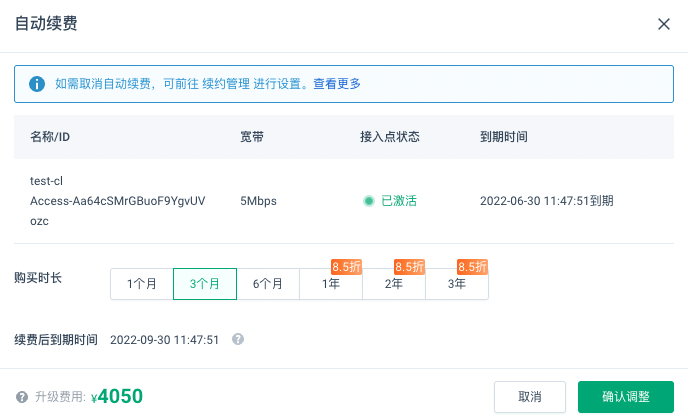 自动续费
如需取消自动续费，可前往 续约管理 进行设置。查看更多
名称/ID 宽带 接入点状态 到期时间
test-cl
Access-Aa64cSMrGBuoF9YgvUV
ozc
5Mbps 已激活 2022-06-30 11:47:51到期
购买时长
1个月 3个月 6个月 1年 8.5折 2年 8.5折 3年 8.5折
续费后到期时间 2022-09-30 11:47:51
升级费用: ¥4050
取消 确认调整